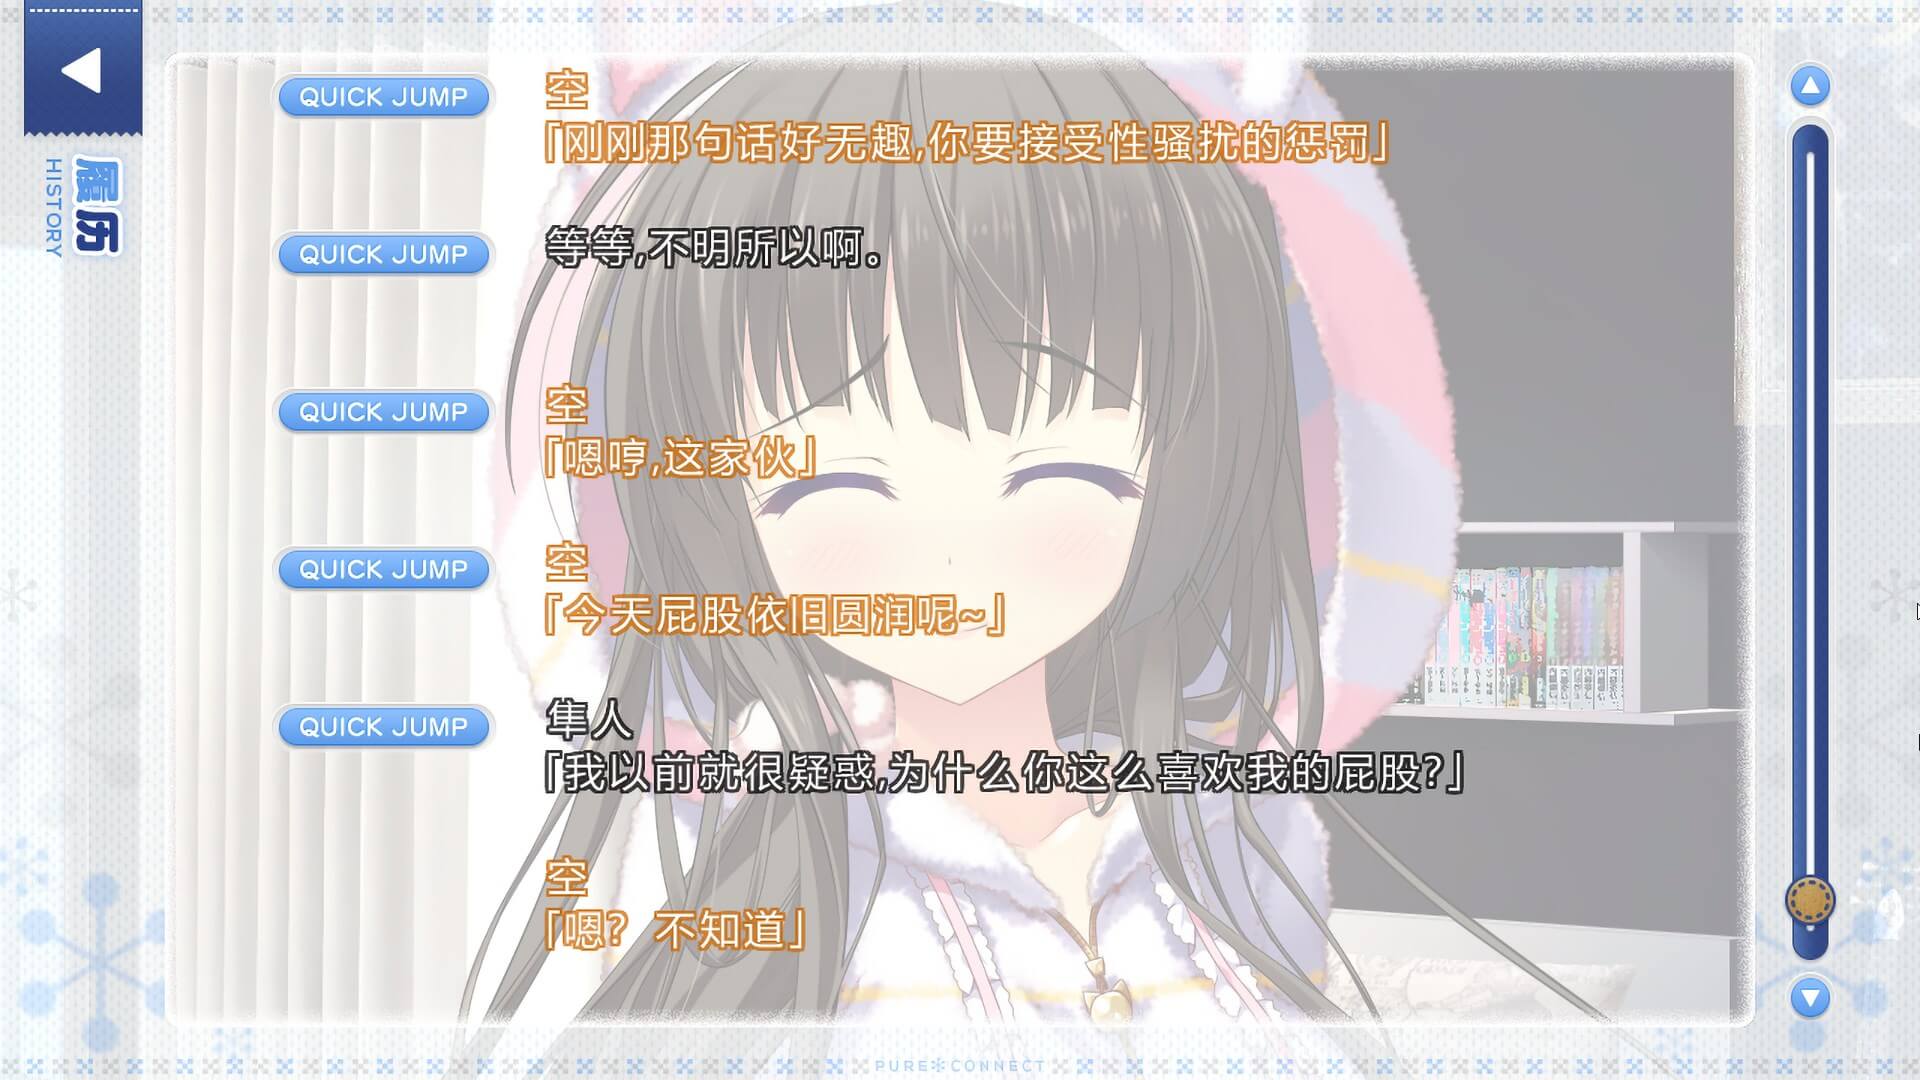 履历
HISTORY
QUICK JUMP
空
「刚刚那句话好无趣,你要接受性骚扰的惩罚」
QUICK JUMP
等等,不明所以啊。
QUICK JUMP
空
「嗯哼,这家伙」
QUICK JUMP
空
「今天屁股依旧圆润呢~」
QUICK JUMP
隼人
「我以前就很疑惑,为什么你这么喜欢我的屁股?」
空
「嗯? 不知道」
PURE CONNECT